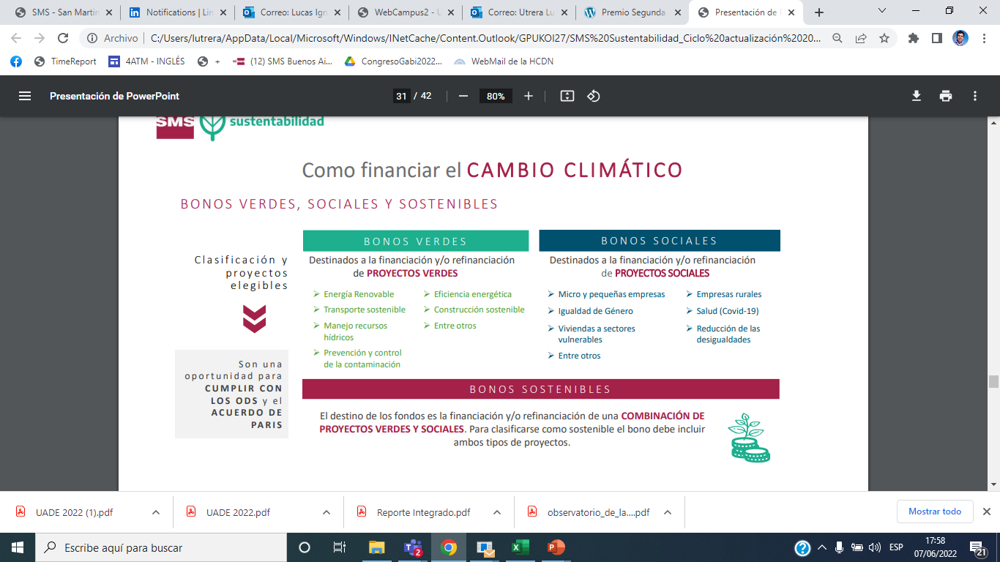 SMS - San Martin
Notifications | Lin
Correo: Lucas Ign
WebCampus2 - U
Correo: Utrera Lu
Premio Segunda
Presentación de
Archivo
C:/Users/lutrera/AppData/Local/Microsoft/Windows/INetCache/Content.Outlook/GPUKOI27/SMS%20Sustentabilidad_Ciclo%20actualización%2020...
TimeReport
4ATM - INGLÉS
+
(12) SMS Buenos Ai...
CongresoGabi2022...
WebMail de la HCDN
Presentación de PowerPoint
31 / 42
80%
SMS sustentabilidad
Como financiar el CAMBIO CLIMÁTICO
BONOS VERDES, SOCIALES Y SOSTENIBLES
Clasificación y
proyectos
elegibles
Son una
oportunidad para
CUMPLIR CON
LOS ODS y el
ACUERDO DE
PARIS
BONOS VERDES
Destinados a la financiación y/o refinanciación
de PROYECTOS VERDES
Energía Renovable
Transporte sostenible
Manejo recursos
hídricos
Prevención y control
de la contaminación
Eficiencia energética
Construcción sostenible
Entre otros
BONOS SOCIALES
Destinados a la financiación y/o refinanciación
de PROYECTOS SOCIALES
Micro y pequeñas empresas
Igualdad de Género
Viviendas a sectores
vulnerables
Entre otros
Empresas rurales
Salud (Covid-19)
Reducción de las
desigualdades
BONOS SOSTENIBLES
El destino de los fondos es la financiación y/o refinanciación de una COMBINACIÓN DE
PROYECTOS VERDES Y SOCIALES. Para clasificarse como sostenible el bono debe incluir
ambos tipos de proyectos.
UADE 2022 (1).pdf
UADE 2022.pdf
Reporte Integrado.pdf
observatorio_de_la....pdf
Mostrar todo
Escribe aquí para buscar
2
ESP
17:58
07/06/2022
21